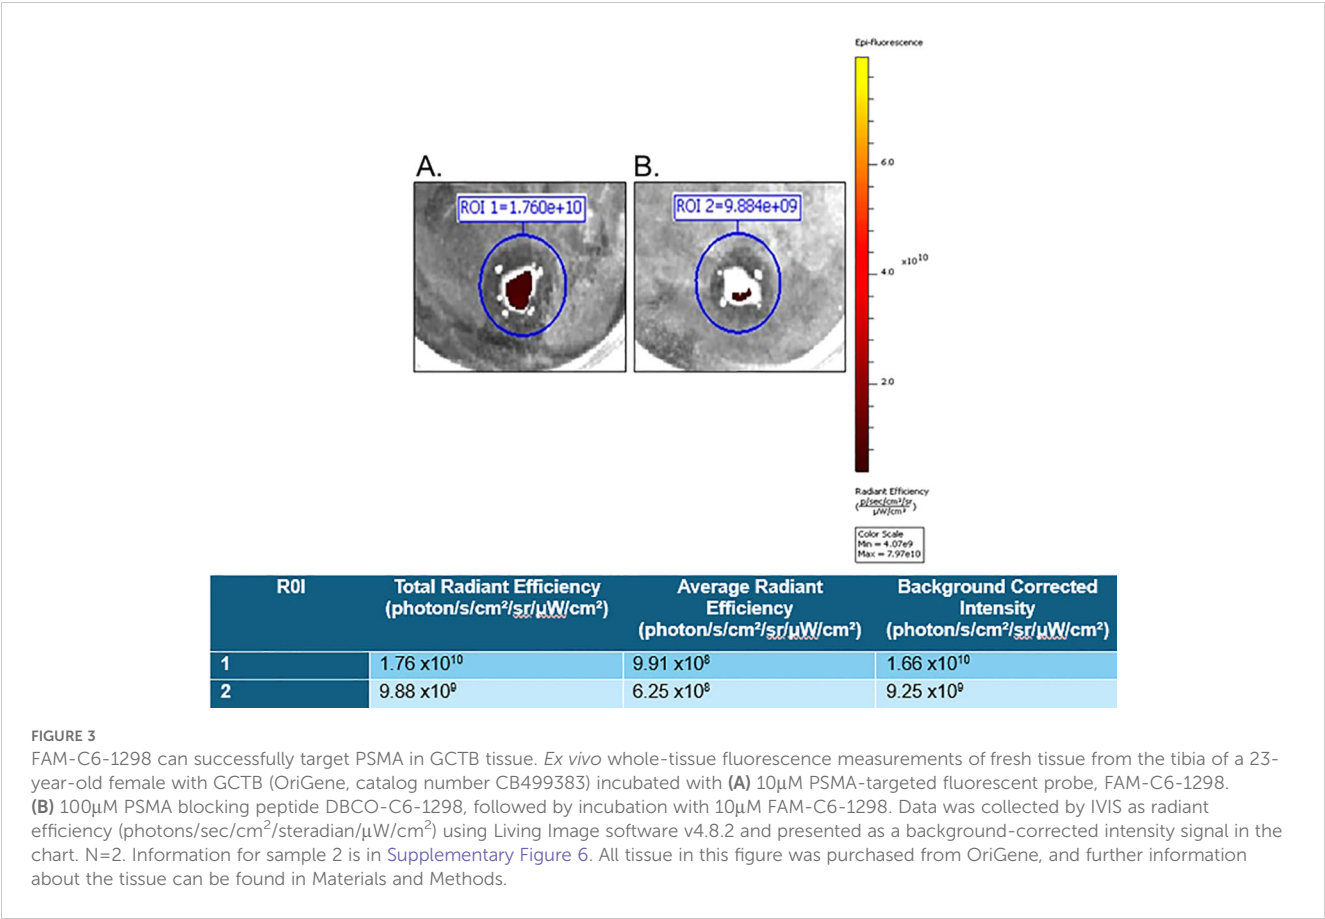 Epi-fluorescence
A.
B.
ROI 1=1.760e+10
ROI 2=9.884e+09
6.0
4.0
x10¹⁰
2.0
Radiant Efficiency
(p/sec/cm²/sr
µW/cm²)
Color Scale
Min = 4.07e9
Max = 7.97e10
R0I
Total Radiant Efficiency
(photon/s/cm²/sr/µW/cm²)
Average Radiant
Efficiency
(photon/s/cm²/sr/µW/cm²)
Background Corrected
Intensity
(photon/s/cm²/sr/µW/cm²)
1 1.76 x10¹⁰ 9.91 x10⁸ 1.66 x10¹⁰
2 9.88 x10⁹ 6.25 x10⁸ 9.25 x10⁹
FIGURE 3
FAM-C6-1298 can successfully target PSMA in GCTB tissue. Ex vivo whole-tissue fluorescence measurements of fresh tissue from the tibia of a 23-
year-old female with GCTB (OriGene, catalog number CB499383) incubated with (A) 10µM PSMA-targeted fluorescent probe, FAM-C6-1298.
(B) 100µM PSMA blocking peptide DBCO-C6-1298, followed by incubation with 10µM FAM-C6-1298. Data was collected by IVIS as radiant
efficiency (photons/sec/cm²/steradian/µW/cm²) using Living Image software v4.8.2 and presented as a background-corrected intensity signal in the
chart. N=2. Information for sample 2 is in Supplementary Figure 6. All tissue in this figure was purchased from OriGene, and further information
about the tissue can be found in Materials and Methods.